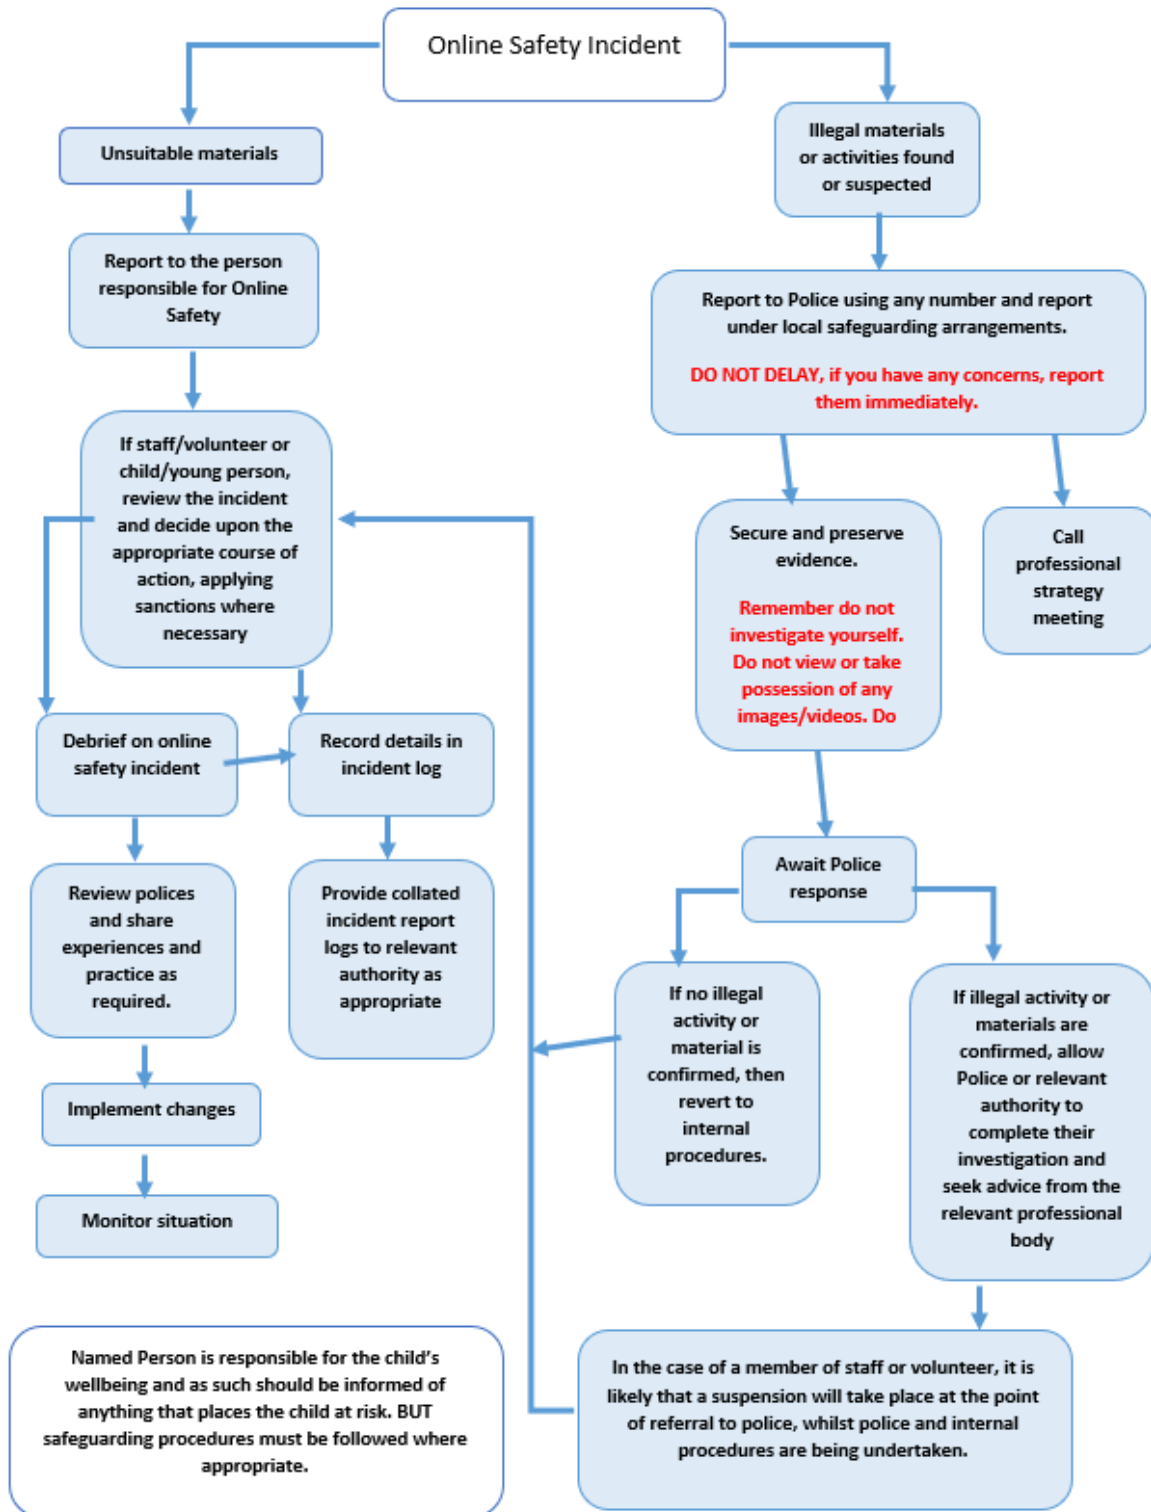 Online Safety Incident
Unsuitable materials
Illegal materials
or activities found
or suspected
Report to the person
responsible for Online
Safety
Report to Police using any number and report
under local safeguarding arrangements.
DO NOT DELAY, if you have any concerns, report
them immediately.
If staff/volunteer or
child/young person,
review the incident
and decide upon the
appropriate course of
action, applying
sanctions where
necessary
Secure and preserve
evidence.
Remember do not
investigate yourself.
Do not view or take
possession of any
images/videos. Do
Call
professional
strategy
meeting
Debrief on online
safety incident
Record details in
incident log
Await Police
response
Review polices
and share
experiences and
practice as
required.
Provide collated
incident report
logs to relevant
authority as
appropriate
If no illegal
activity or
material is
confirmed, then
revert to
internal
procedures.
If illegal activity or
materials are
confirmed, allow
Police or relevant
authority to
complete their
investigation and
seek advice from the
relevant professional
body
Implement changes
Monitor situation
Named Person is responsible for the child's
wellbeing and as such should be informed of
anything that places the child at risk. BUT
safeguarding procedures must be followed where
appropriate.
In the case of a member of staff or volunteer, it is
likely that a suspension will take place at the point
of referral to police, whilst police and internal
procedures are being undertaken.